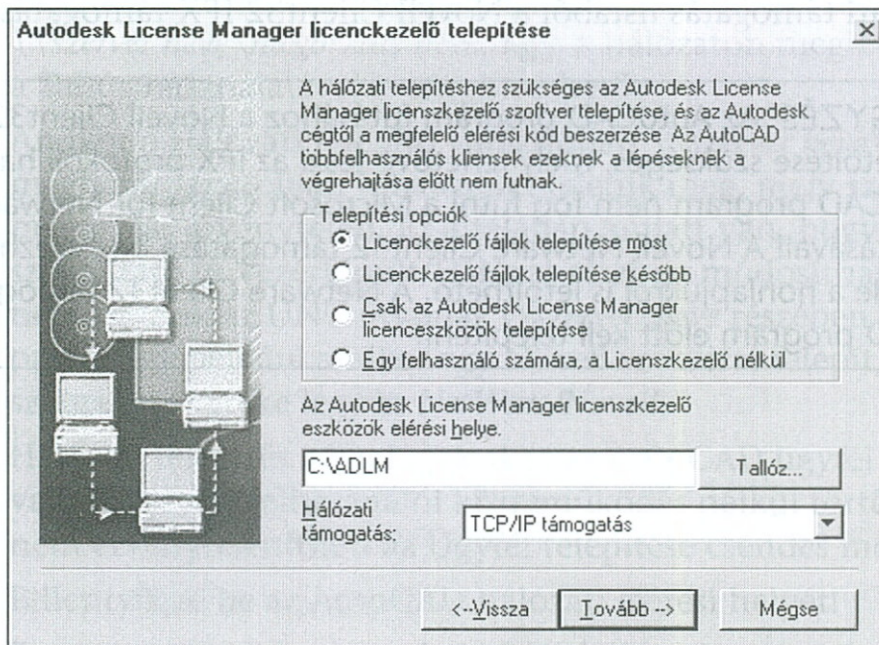 Autodesk License Manager licenckezelő telepítése
A hálózati telepítéshez szükséges az Autodesk License
Manager licenszkezelő szoftver telepítése, és az Autodesk
cégtől a megfelelő elérési kód beszerzése Az AutoCAD
többfelhasználós kliensek ezeknek a lépéseknek a
végrehajtása előtt nem futnak.
Telepítési opciók
Licenckezelő fájlok telepítése most
Licenckezelő fájlok telepítése később
Csak az Autodesk License Manager
licenceszközök telepítése
Egy felhasználó számára, a Licenszkezelő nélkül
Az Autodesk License Manager licenszkezelő
eszközök elérési helye.
C:\ADLM
Tallóz...
Hálózati
támogatás:
TCP/IP támogatás
<--Vissza
Tovább -->
Mégse